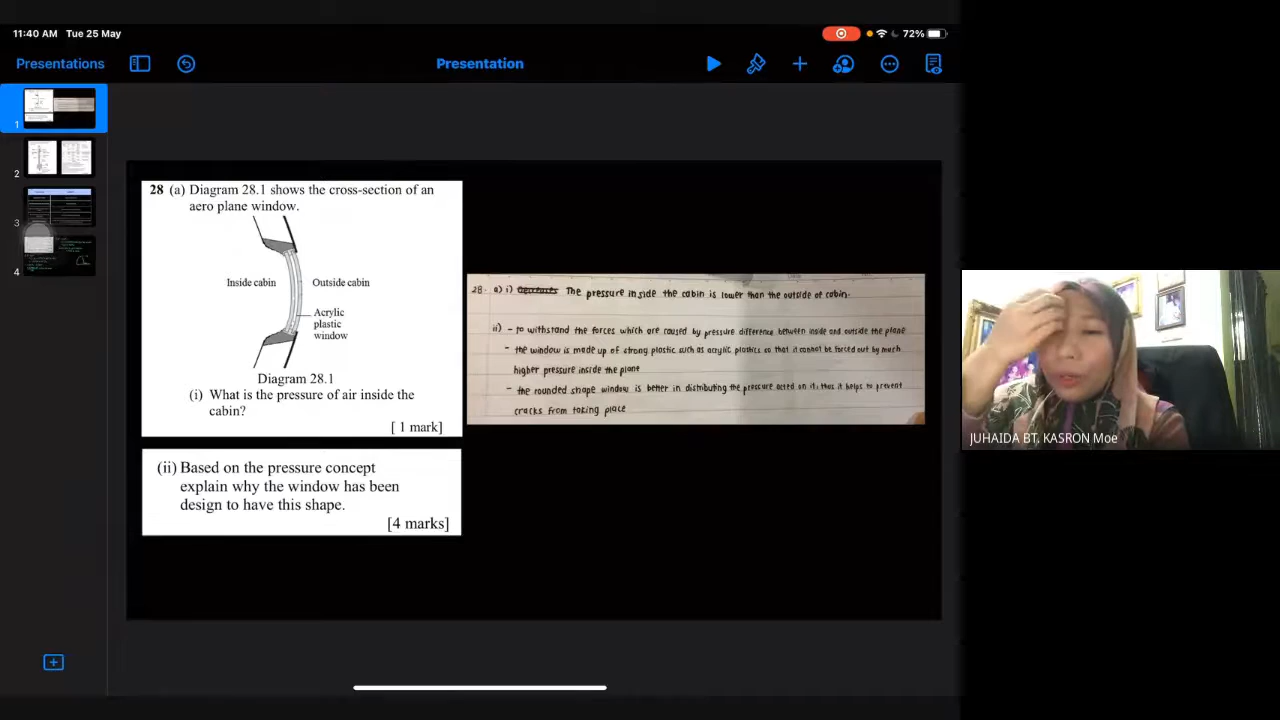 11:40 AM Tue 25 May
72%
Presentations
Presentation
1
2
3
4
28 (a) Diagram 28.1 shows the cross-section of an
aero plane window.
Inside cabin
Outside cabin
Acrylic
plastic
window
Diagram 28.1
(i) What is the pressure of air inside the
cabin?
[ 1 mark]
(ii) Based on the pressure concept
explain why the window has been
design to have this shape.
[4 marks]
28. a) i) The pressure inside the cabin is lower than the outside of cabin.
ii) - to withstand the forces which are caused by pressure difference between inside and outside the plane
- the window is made up of strong plastic such as acrylic plastics so that it cannot be forced out by much
higher pressure inside the plane
- the rounded shape window is better in distributing the pressure acted on it, thus it helps to prevent
cracks from taking place
JUHAIDA BT. KASRON Moe